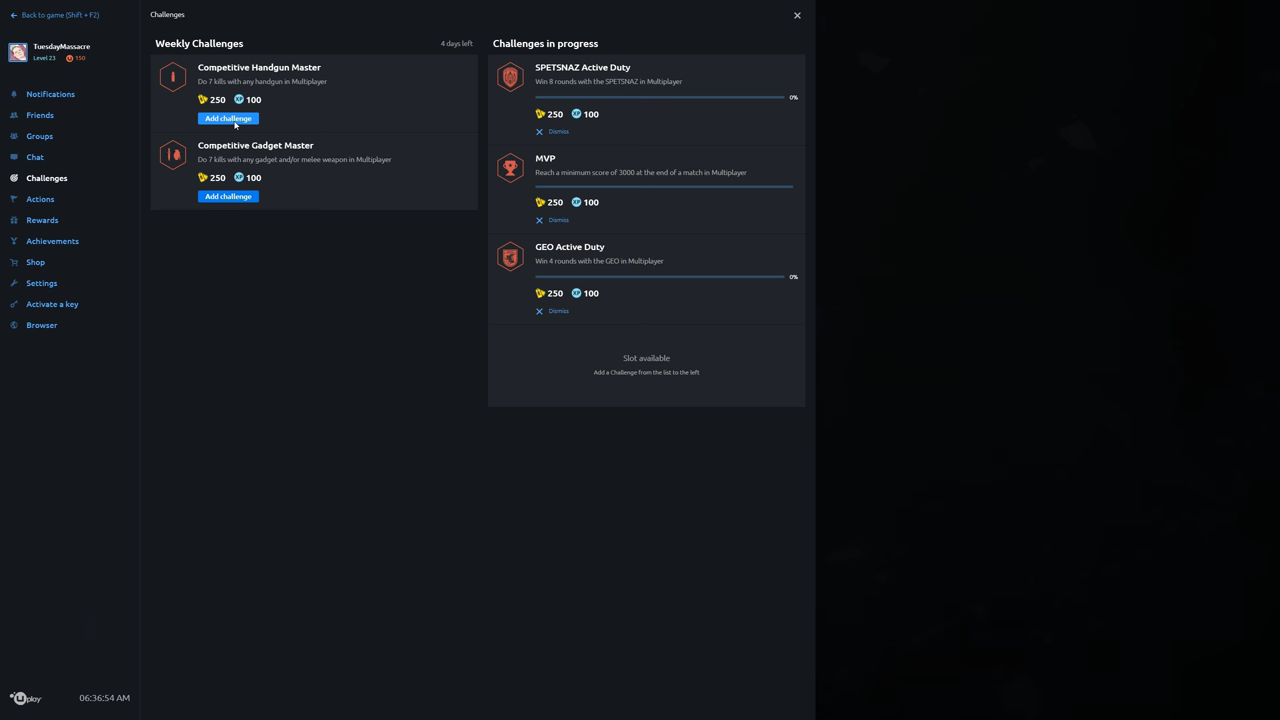 Back to game (Shift + F2)
TuesdayMassacre
Level 23 150
Notifications
Friends
Groups
Chat
Challenges
Actions
Rewards
Achievements
Shop
Settings
Activate a key
Browser
uplay
06:36:54 AM
Challenges
Weekly Challenges
4 days left
Competitive Handgun Master
Do 7 kills with any handgun in Multiplayer
250 XP 100
Add challenge
Competitive Gadget Master
Do 7 kills with any gadget and/or melee weapon in Multiplayer
250 XP 100
Add challenge
Challenges in progress
SPETSNAZ Active Duty
Win 8 rounds with the SPETSNAZ in Multiplayer
0%
250 XP 100
Dismiss
MVP
Reach a minimum score of 3000 at the end of a match in Multiplayer
250 XP 100
Dismiss
GEO Active Duty
Win 4 rounds with the GEO in Multiplayer
0%
250 XP 100
Dismiss
Slot available
Add a Challenge from the list to the left